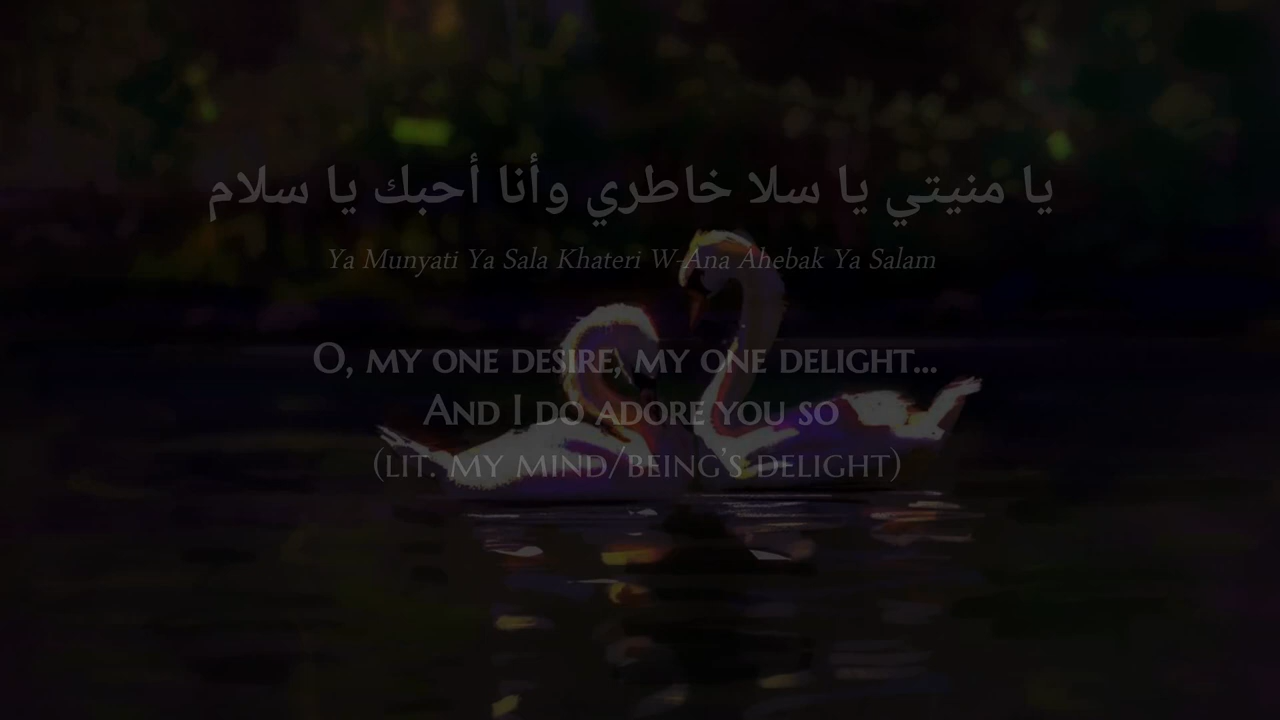 يا منيتي يا سلا خاطري وأنا أحبك يا سلام
Ya Munyati Ya Sala Khateri W-Ana Ahebak Ya Salam
O, my one desire, my one delight...
And I do adore you so
(lit. my mind/being's delight)